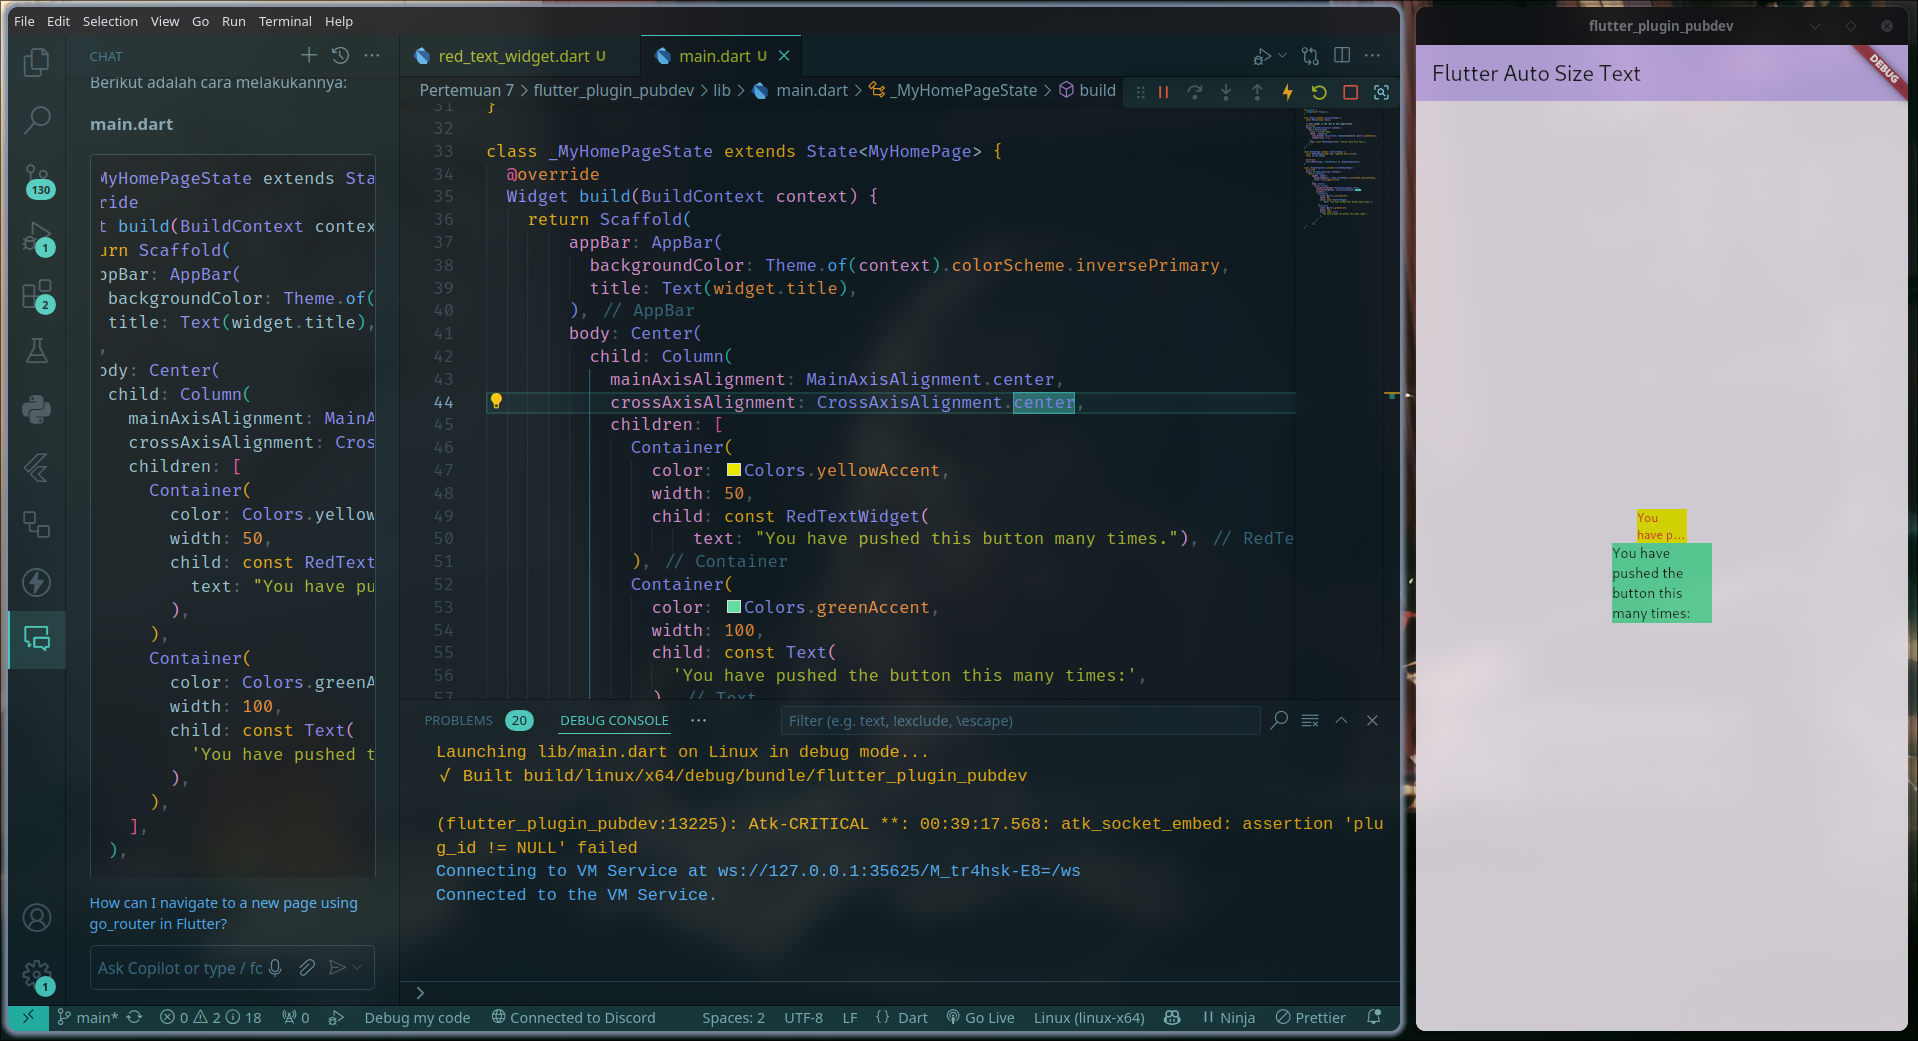 File Edit Selection View Go Run Terminal Help
CHAT
Berikut adalah cara melakukannya:
main.dart
MyHomePageState extends Sta
ride
t build(BuildContext contex
urn Scaffold(
ppBar: AppBar(
backgroundColor: Theme.of(
title: Text(widget.title),
,
ody: Center(
child: Column(
mainAxisAlignment: MainA
crossAxisAlignment: Cros
children: [
Container(
color: Colors.yellow
width: 50,
child: const RedText
text: "You have pu
),
),
Container(
color: Colors.greenA
width: 100,
child: const Text(
'You have pushed t
),
),
],
),
How can I navigate to a new page using
go_router in Flutter?
Ask Copilot or type / fc
130
1
2
1
red_text_widget.dart U
main.dart U
Pertemuan 7 > flutter_plugin_pubdev > lib > main.dart > _MyHomePageState > build
31 }
32
33 class _MyHomePageState extends State<MyHomePage> {
34 @override
35 Widget build(BuildContext context) {
36 return Scaffold(
37 appBar: AppBar(
38 backgroundColor: Theme.of(context).colorScheme.inversePrimary,
39 title: Text(widget.title),
40 ), // AppBar
41 body: Center(
42 child: Column(
43 mainAxisAlignment: MainAxisAlignment.center,
44 crossAxisAlignment: CrossAxisAlignment.center,
45 children: [
46 Container(
47 color: Colors.yellowAccent,
48 width: 50,
49 child: const RedTextWidget(
50 text: "You have pushed this button many times."), // RedTe
51 ), // Container
52 Container(
53 color: Colors.greenAccent,
54 width: 100,
55 child: const Text(
56 'You have pushed the button this many times:',
57 ), // Text
PROBLEMS 20 DEBUG CONSOLE
Filter (e.g. text, !exclude, \escape)
Launching lib/main.dart on Linux in debug mode...
√ Built build/linux/x64/debug/bundle/flutter_plugin_pubdev
(flutter_plugin_pubdev:13225): Atk-CRITICAL **: 00:39:17.568: atk_socket_embed: assertion 'plu
g_id != NULL' failed
Connecting to VM Service at ws://127.0.0.1:35625/M_tr4hsk-E8=/ws
Connected to the VM Service.
>
main* 0 2 18 0 Debug my code Connected to Discord Spaces: 2 UTF-8 LF {} Dart Go Live Linux (linux-x64) Ninja Prettier
flutter_plugin_pubdev
Flutter Auto Size Text
DEBUG
You
have p...
You have
pushed the
button this
many times: